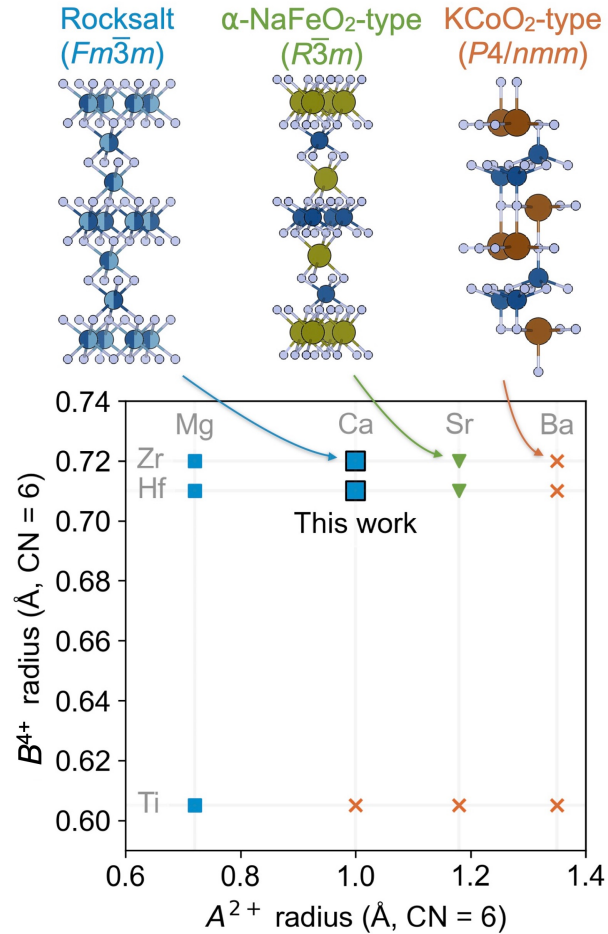 Rocksalt
(Fm3̅m)
α-NaFeO₂-type
(R3̅m)
KCoO₂-type
(P4/nmm)
0.74
Mg Ca Sr Ba
0.72 Zr
Hf
This work
0.70
0.68
0.66
0.64
0.62
Ti
0.60
B⁴⁺ radius (Å, CN = 6)
0.6 0.8 1.0 1.2 1.4
A²⁺ radius (Å, CN = 6)